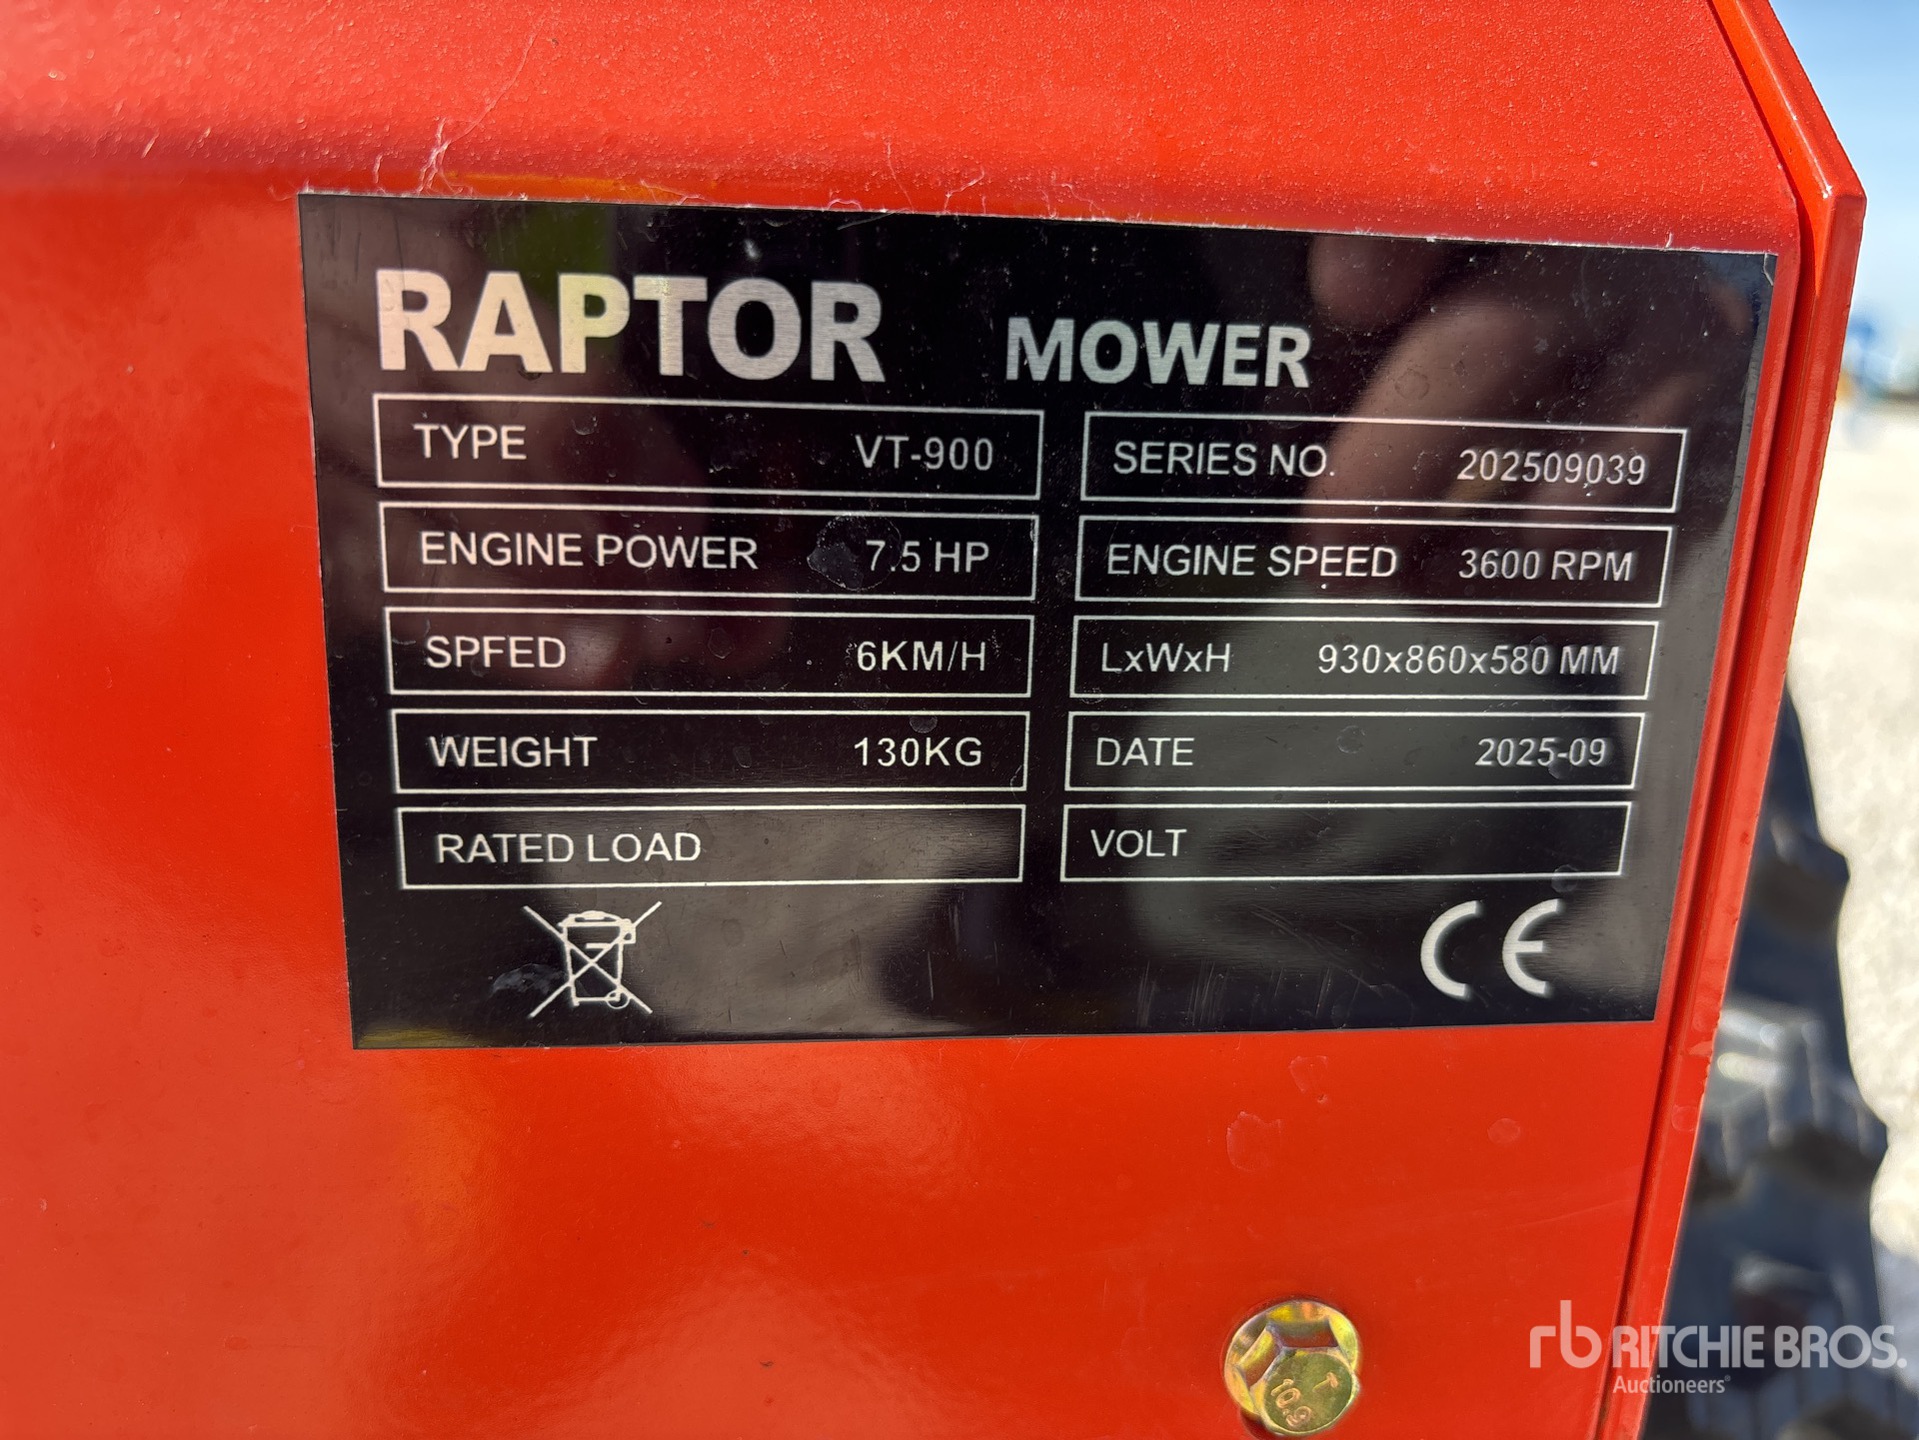 RAPTOR MOWER
TYPE VT-900 SERIES NO. 202509039
ENGINE POWER 7.5 HP ENGINE SPEED 3600 RPM
SPFED 6KM/H LxWxH 930x860x580 MM
WEIGHT 130KG DATE 2025-09
RATED LOAD VOLT
CE
10.9
rb RITCHIE BROS.
Auctioneers